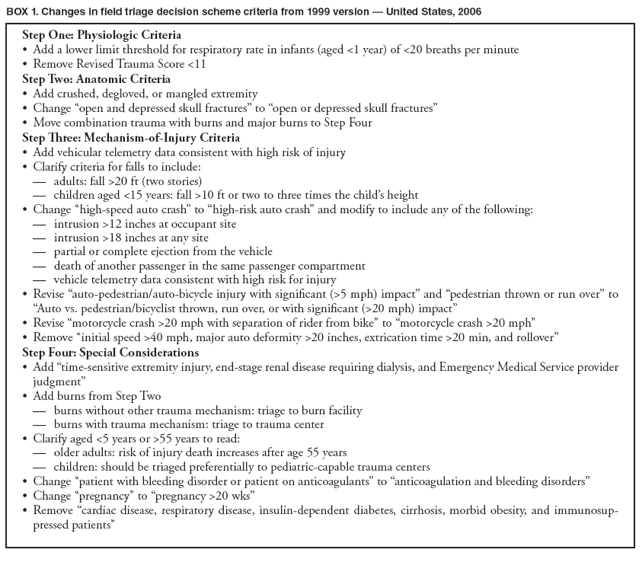 BOX 1. Changes in field triage decision scheme criteria from 1999 version — United States, 2006
Step One: Physiologic Criteria
• Add a lower limit threshold for respiratory rate in infants (aged <1 year) of <20 breaths per minute
• Remove Revised Trauma Score <11
Step Two: Anatomic Criteria
• Add crushed, degloved, or mangled extremity
• Change “open and depressed skull fractures” to “open or depressed skull fractures”
• Move combination trauma with burns and major burns to Step Four
Step Three: Mechanism-of-Injury Criteria
• Add vehicular telemetry data consistent with high risk of injury
• Clarify criteria for falls to include:
— adults: fall >20 ft (two stories)
— children aged <15 years: fall >10 ft or two to three times the child’s height
• Change “high-speed auto crash” to “high-risk auto crash” and modify to include any of the following:
— intrusion >12 inches at occupant site
— intrusion >18 inches at any site
— partial or complete ejection from the vehicle
— death of another passenger in the same passenger compartment
— vehicle telemetry data consistent with high risk for injury
• Revise “auto-pedestrian/auto-bicycle injury with significant (>5 mph) impact” and “pedestrian thrown or run over” to
“Auto vs. pedestrian/bicyclist thrown, run over, or with significant (>20 mph) impact”
• Revise “motorcycle crash >20 mph with separation of rider from bike” to “motorcycle crash >20 mph”
• Remove “initial speed >40 mph, major auto deformity >20 inches, extrication time >20 min, and rollover”
Step Four: Special Considerations
• Add “time-sensitive extremity injury, end-stage renal disease requiring dialysis, and Emergency Medical Service provider
judgment”
• Add burns from Step Two
— burns without other trauma mechanism: triage to burn facility
— burns with trauma mechanism: triage to trauma center
• Clarify aged <5 years or >55 years to read:
— older adults: risk of injury death increases after age 55 years
— children: should be triaged preferentially to pediatric-capable trauma centers
• Change “patient with bleeding disorder or patient on anticoagulants” to “anticoagulation and bleeding disorders”
• Change “pregnancy” to “pregnancy >20 wks”
• Remove “cardiac disease, respiratory disease, insulin-dependent diabetes, cirrhosis, morbid obesity, and immunosup-
pressed patients”